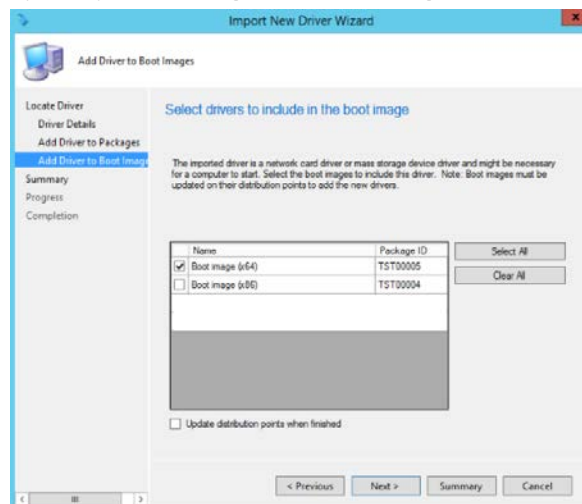 Import New Driver Wizard
x
Add Driver to Boot Images
Locate Driver
Driver Details
Add Driver to Packages
Add Driver to Boot Image
Summary
Progress
Completion
Select drivers to include in the boot image
The imported driver is a network card driver or mass storage device driver and might be necessary
for a computer to start. Select the boot images to include this driver. Note: Boot images must be
updated on their distribution points to add the new drivers.
Name Package ID
Boot image (x64) TST00005
Boot image (x86) TST00004
Select All
Clear All
Update distribution points when finished
< Previous Next > Summary Cancel